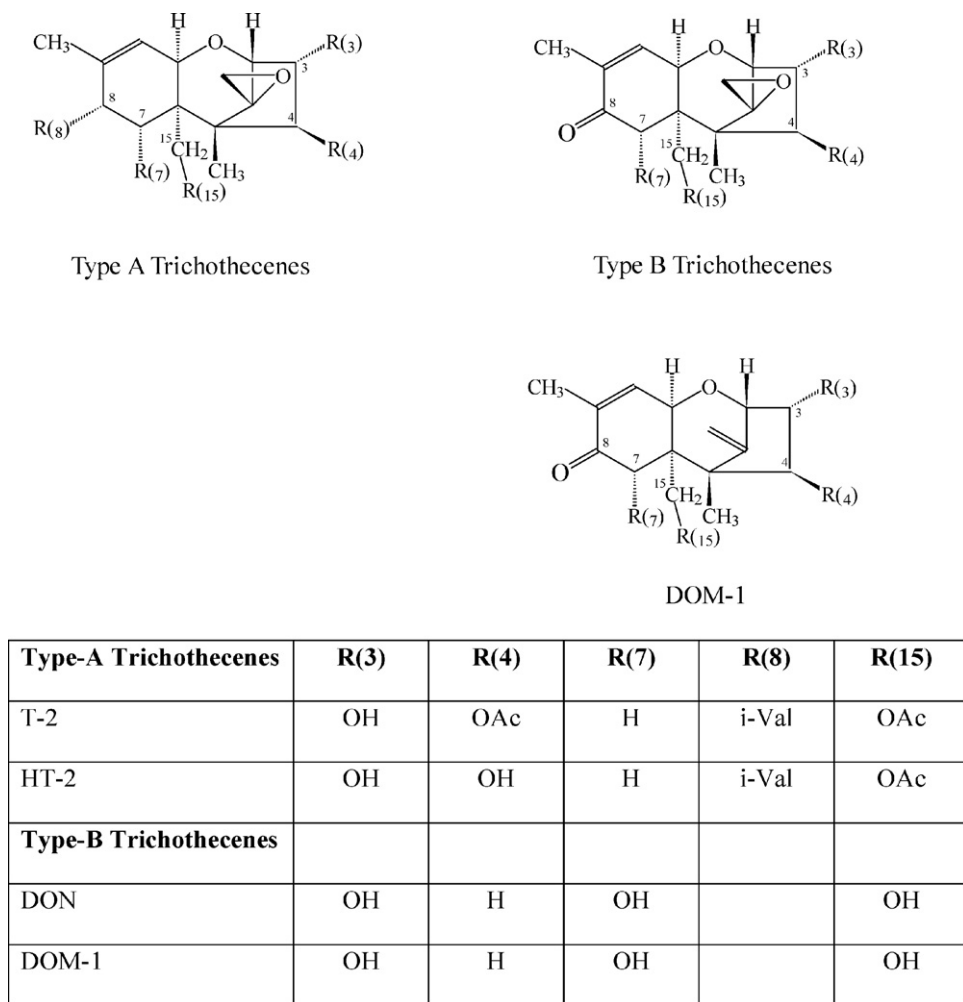 H H
CH₃ O R(3)
3
O
8 7 4
R(8) 15 CH₂ R(4)
R(7) CH₃
R(15)
Type A Trichothecenes
H H
CH₃ O R(3)
3
O
8 7 4
O 15 CH₂ R(4)
R(7) CH₃
R(15)
Type B Trichothecenes
H H
CH₃ O R(3)
3
8 7 4
O 15 CH₂ R(4)
R(7) CH₃
R(15)
DOM-1
Type-A Trichothecenes R(3) R(4) R(7) R(8) R(15)
T-2 OH OAc H i-Val OAc
HT-2 OH OH H i-Val OAc
Type-B Trichothecenes
DON OH H OH OH
DOM-1 OH H OH OH